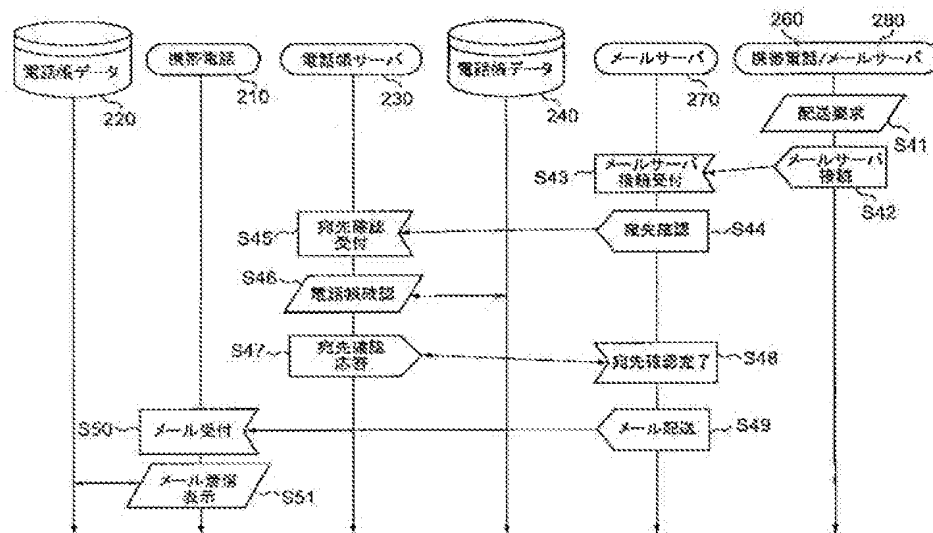 260
280
電話帳データ
携帯電話
電話帳サーバ
電話帳データ
メールサーバ
携帯電話/メールサーバ
220
210
230
240
270
配送要求
S41
S43
メールサーバ
接続受付
メールサーバ
接続
S42
S45
宛先確認
受付
宛先確認
S44
S46
電話帳確認
S47
宛先確認
応答
宛先確認完了
S48
S50
メール受付
メール配送
S49
メール受信
表示
S51